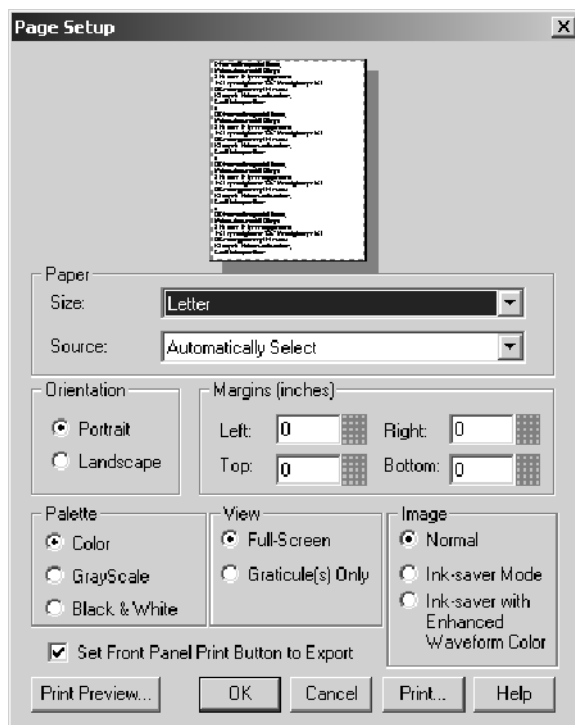 Page Setup
Paper
Size: Letter
Source: Automatically Select
Orientation
Portrait
Landscape
Margins (inches)
Left: 0 Right: 0
Top: 0 Bottom: 0
Palette
Color
GrayScale
Black & White
View
Full-Screen
Graticule(s) Only
Image
Normal
Ink-saver Mode
Ink-saver with
Enhanced
Waveform Color
Set Front Panel Print Button to Export
Print Preview... OK Cancel Print... Help